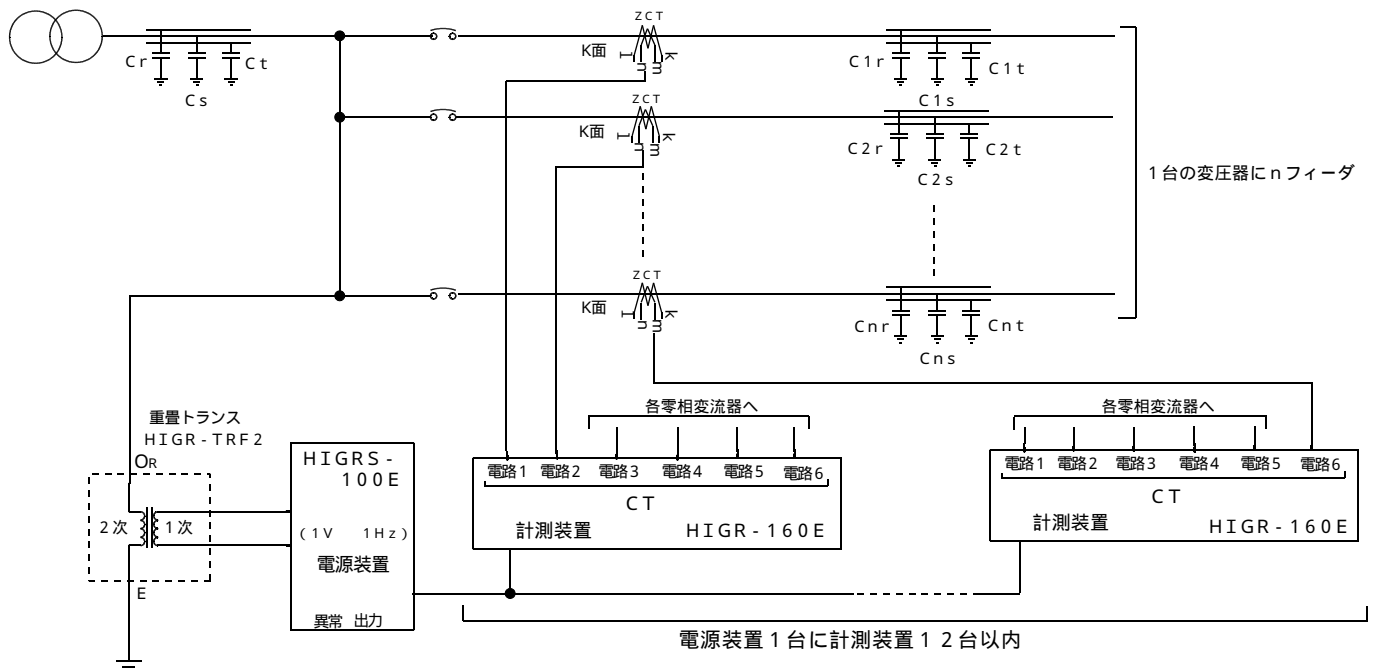 ZCT
K面
l
n
m
k
Cr
Ct
Cs
C1r
C1t
C1s
ZCT
K面
l
n
m
k
C2r
C2t
C2s
1台の変圧器にnフィーダ
ZCT
K面
l
n
m
k
Cnr
Cnt
Cns
重畳トランス
HIGR-TRF2
OR
2次
1次
E
HIGRS-
100E
(1V 1Hz)
電源装置
異常 出力
各零相変流器へ
電路1 電路2 電路3 電路4 電路5 電路6
CT
計測装置 HIGR-160E
各零相変流器へ
電路1 電路2 電路3 電路4 電路5 電路6
CT
計測装置 HIGR-160E
電源装置1台に計測装置12台以内